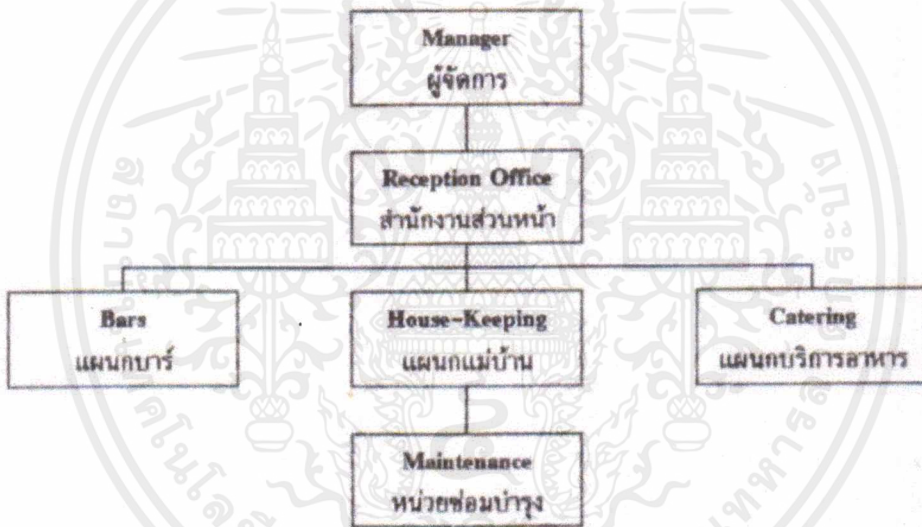 Manager
ผู้จัดการ
Reception Office
สำนักงานส่วนหน้า
Bars
แผนกบาร์
House-Keeping
แผนกแม่บ้าน
Catering
แผนกบริการอาหาร
Maintenance
หน่วยซ่อมบำรุง